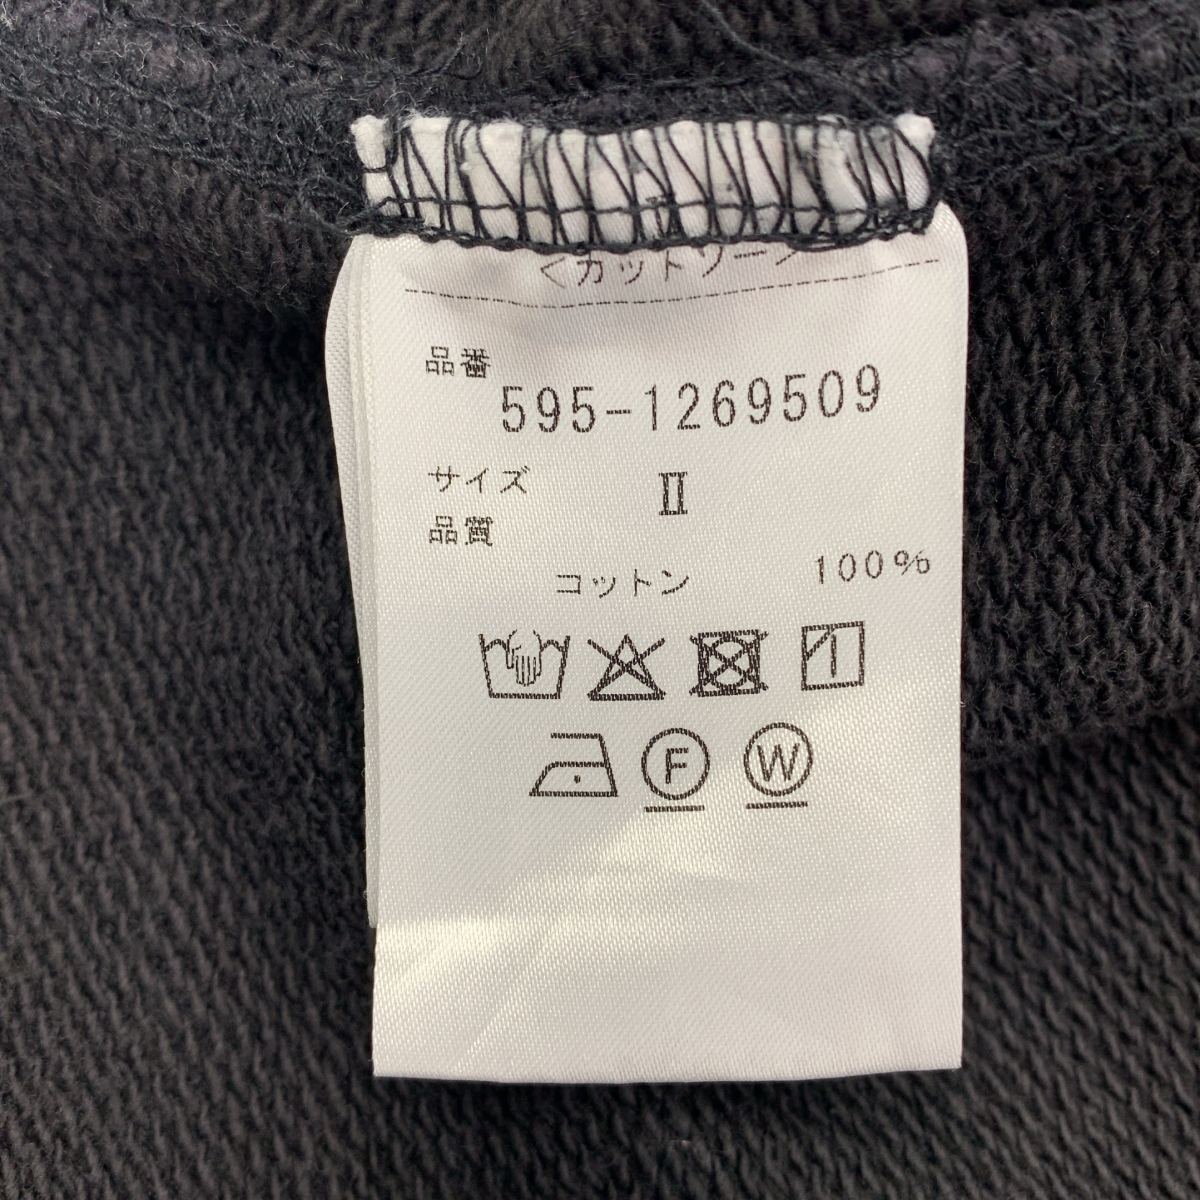 <カットソー>
品番
595-1269509
サイズ Ⅱ
品質
コットン 100%
F W